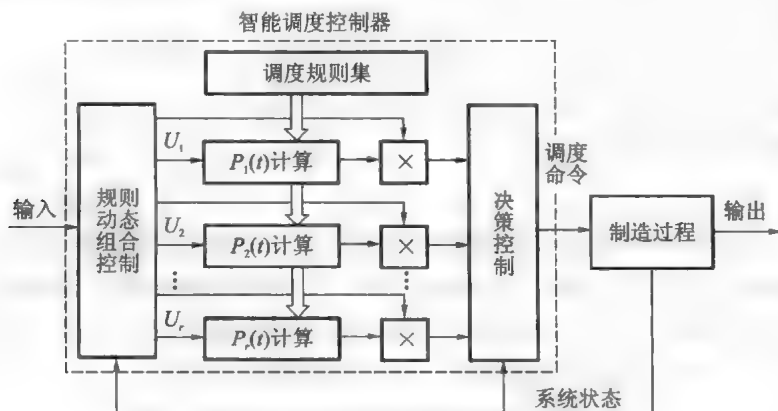 智能调度控制器
调度规则集
U₁
P₁(t)计算
×
调度
命令
输入
规则
动态
组合
控制
U₂
P₂(t)计算
×
决策控制
制造过程
输出
Uᵣ
Pᵣ(t)计算
×
系统状态